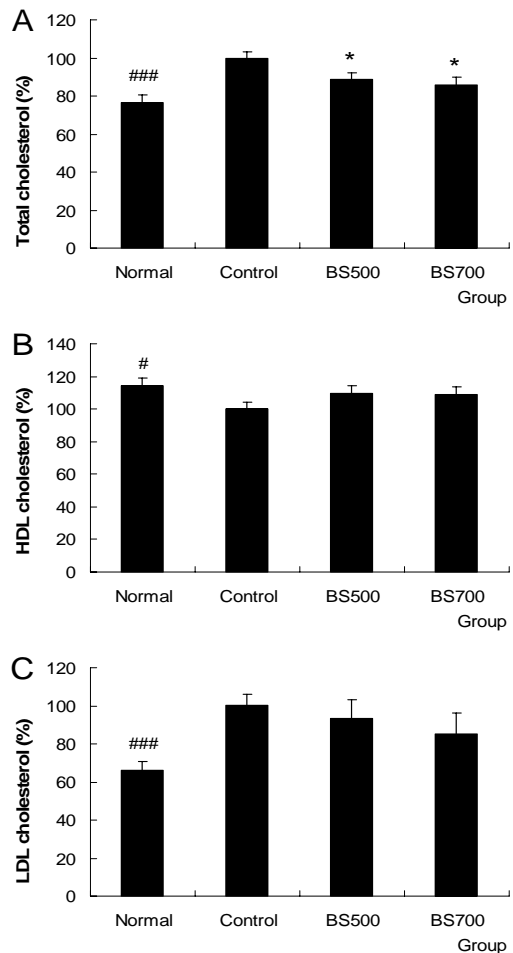 A
Total cholesterol (%)
120
100
80
60
40
20
0
###
*
*
Normal Control BS500 BS700
Group
B
HDL cholesterol (%)
140
120
100
80
60
40
20
0
#
Normal Control BS500 BS700
Group
C
LDL cholesterol (%)
120
100
80
60
40
20
0
###
Normal Control BS500 BS700
Group